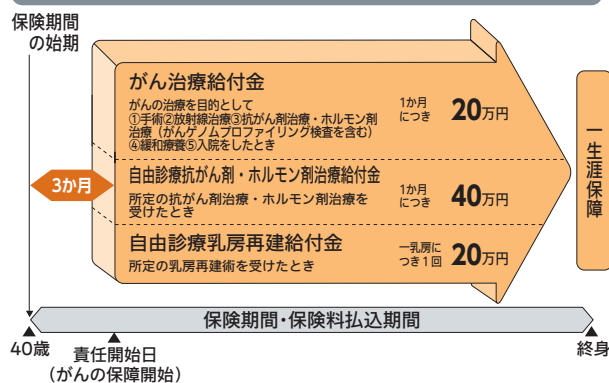 保険期間
の始期
がん治療給付金
がんの治療を目的として
①手術②放射線治療③抗がん剤治療・ホルモン剤
治療（がんゲノムプロファイリング検査を含む）
④緩和療養⑤入院をしたとき
1か月
につき
20万円
3か月
自由診療抗がん剤・ホルモン剤治療給付金
所定の抗がん剤治療・ホルモン剤治療を
受けたとき
1か月
につき
40万円
自由診療乳房再建給付金
所定の乳房再建術を受けたとき
一乳房に
つき1回
20万円
一生涯保障
保険期間・保険料払込期間
40歳
責任開始日
（がんの保障開始）
終身